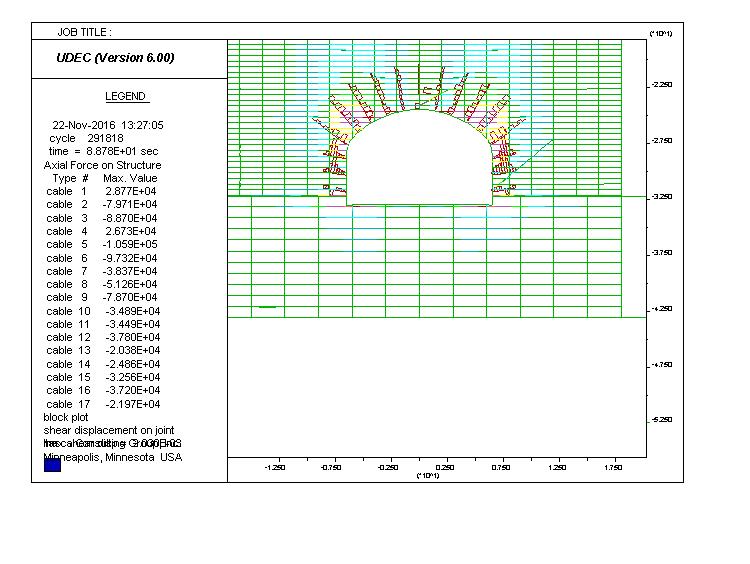 JOB TITLE :
UDEC (Version 6.00)
LEGEND
22-Nov-2016 13:27:05
cycle 291818
time = 8.878E+01 sec
Axial Force on Structure
Type # Max. Value
cable 1 2.877E+04
cable 2 -7.971E+04
cable 3 -8.870E+04
cable 4 2.673E+04
cable 5 -1.059E+05
cable 6 -9.732E+04
cable 7 -3.837E+04
cable 8 -5.126E+04
cable 9 -7.870E+04
cable 10 -3.489E+04
cable 11 -3.449E+04
cable 12 -3.780E+04
cable 13 -2.038E+04
cable 14 -2.486E+04
cable 15 -3.256E+04
cable 16 -3.720E+04
cable 17 -2.197E+04
block plot
shear displacement on joint
Minneapolis, Minnesota USA
(*10^1)
-2.250
-2.750
-3.250
-3.750
-4.250
-4.750
-5.250
-1.250 -0.750 -0.250 0.250 0.750 1.250 1.750
(*10^1)